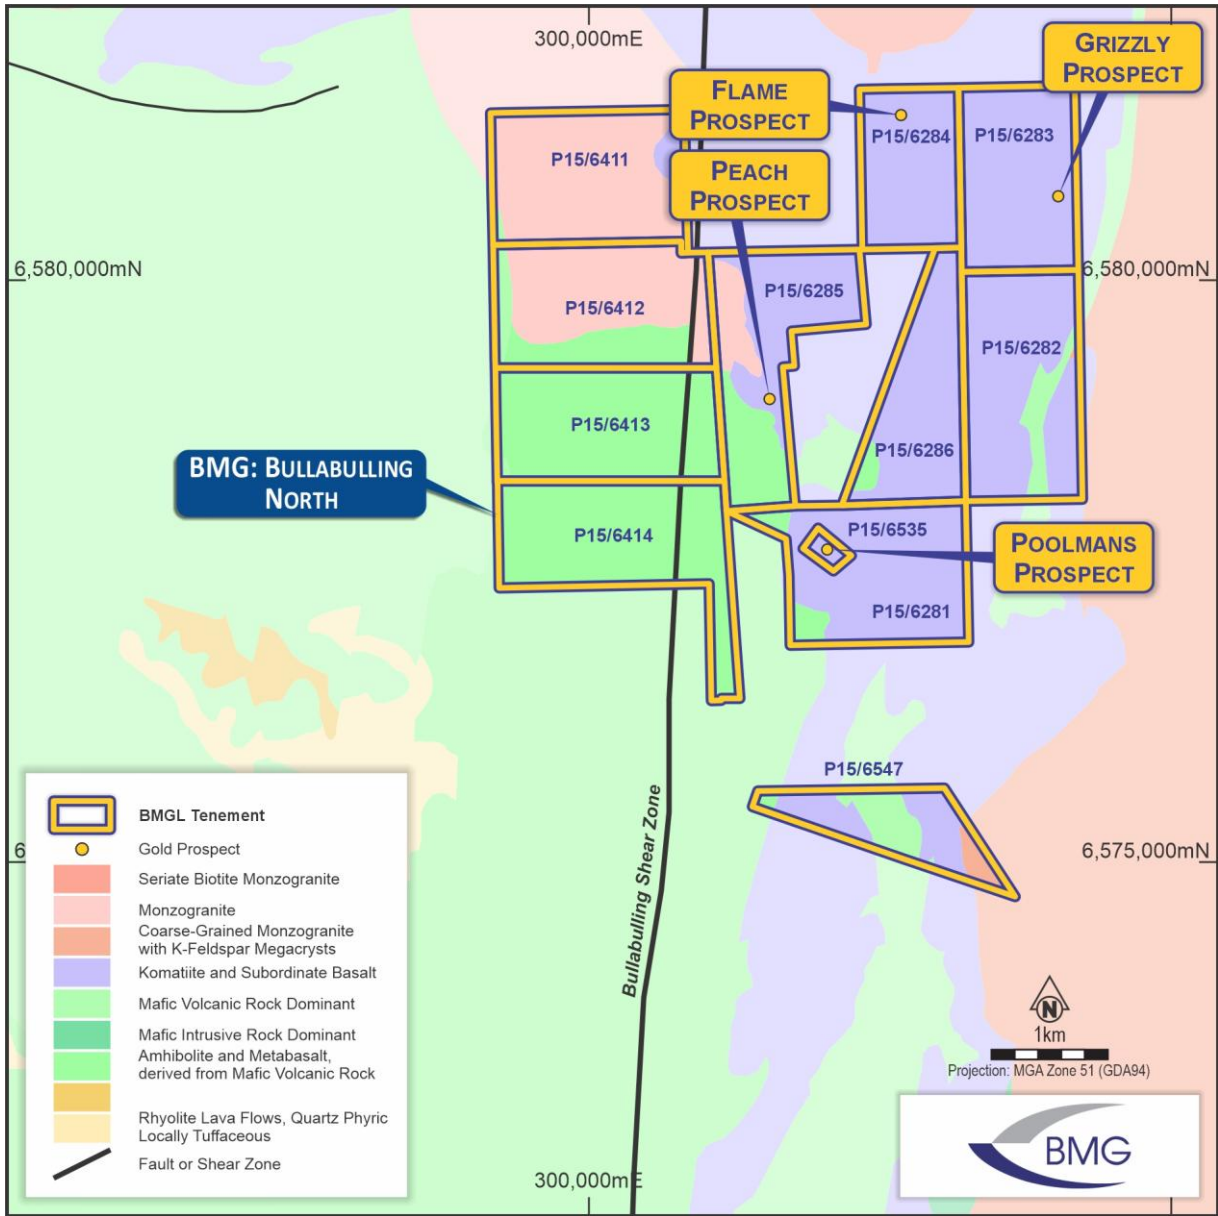 300,000mE
GRIZZLY
PROSPECT
FLAME
PROSPECT
P15/6284
P15/6283
P15/6411
PEACH
PROSPECT
6,580,000mN
6,580,000mN
P15/6285
P15/6412
P15/6282
P15/6413
P15/6286
BMG: BULLABULLING
NORTH
P15/6414
P15/6535
POOLMANS
PROSPECT
P15/6281
P15/6547
Bullabulling Shear Zone
6
6,575,000mN
BMGL Tenement
Gold Prospect
Seriate Biotite Monzogranite
Monzogranite
Coarse-Grained Monzogranite
with K-Feldspar Megacrysts
Komatiite and Subordinate Basalt
Mafic Volcanic Rock Dominant
Mafic Intrusive Rock Dominant
Amhibolite and Metabasalt,
derived from Mafic Volcanic Rock
Rhyolite Lava Flows, Quartz Phyric
Locally Tuffaceous
Fault or Shear Zone
N
1km
Projection: MGA Zone 51 (GDA94)
BMG
300,000mE